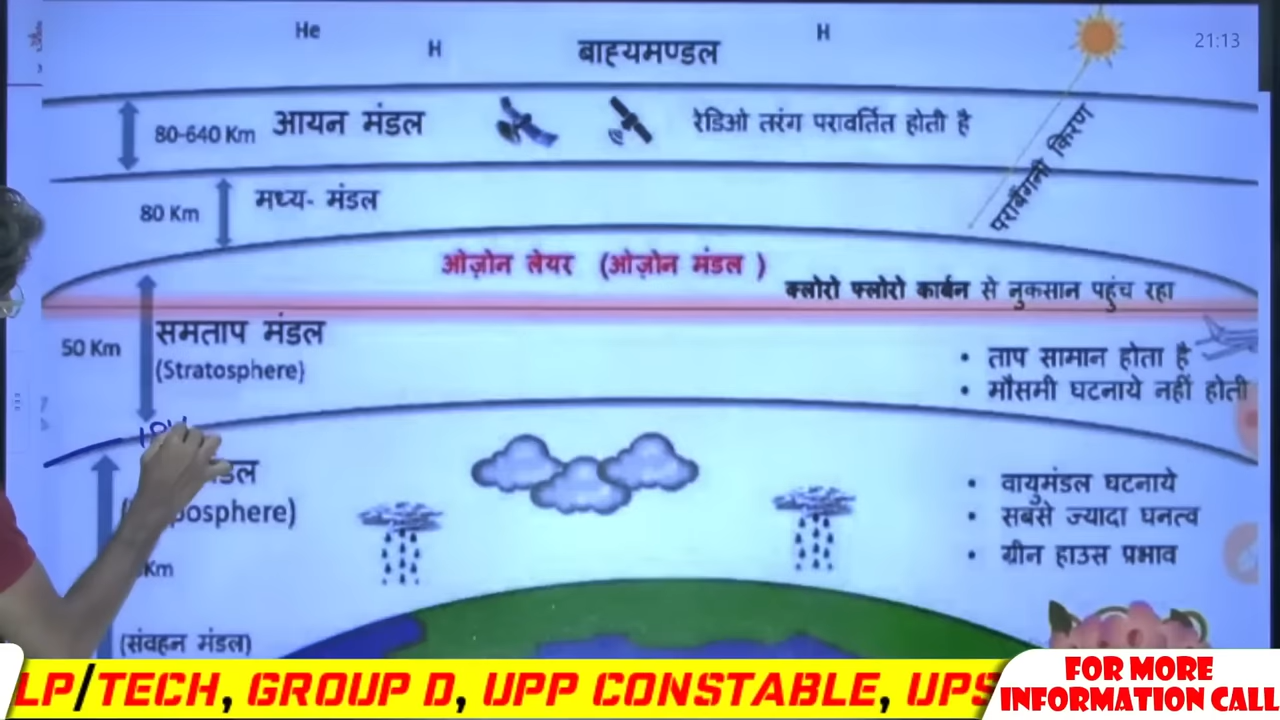 He
H
बाह्यमण्डल
H
21:13
80-640 Km
आयन मंडल
रेडिओ तरंग परावर्तित होती है
पराबैंगनी किरण
80 Km
मध्य- मंडल
ओज़ोन लेयर (ओज़ोन मंडल )
क्लोरो फ्लोरो कार्बन से नुकसान पहुंच रहा
50 Km
समताप मंडल
(Stratosphere)
• ताप सामान होता है
• मौसमी घटनाये नहीं होती
• वायुमंडल घटनाये
• सबसे ज्यादा घनत्व
• ग्रीन हाउस प्रभाव
Km
(संवहन मंडल)
LP/TECH, GROUP D, UPP CONSTABLE, UPS
FOR MORE
INFORMATION CALL